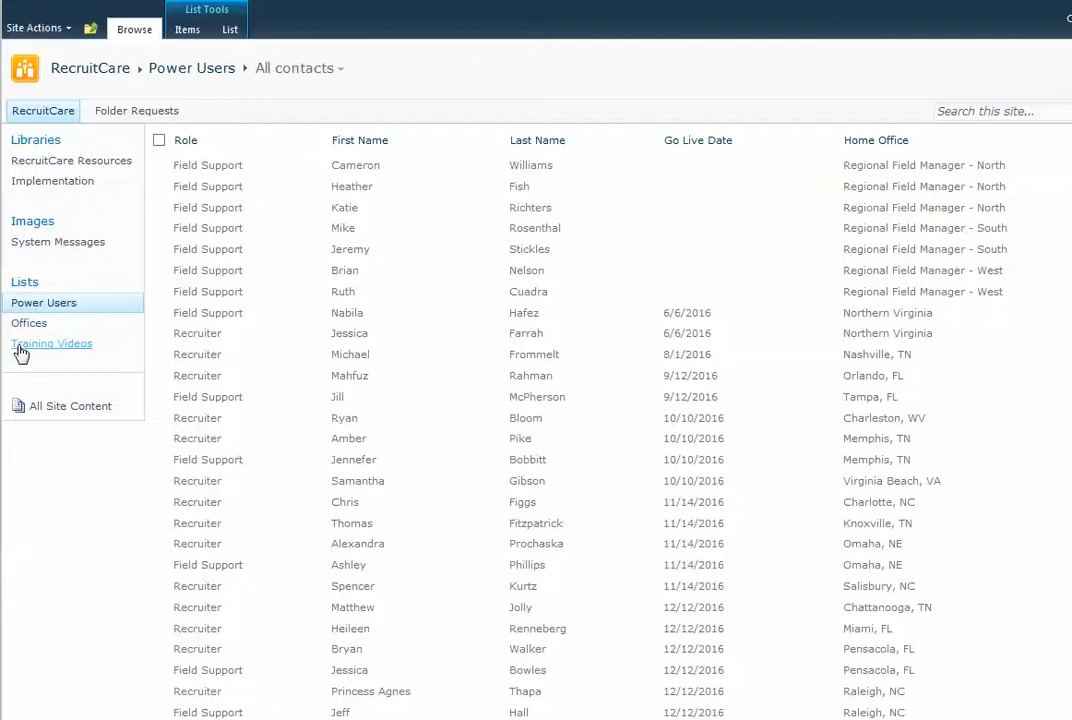 List Tools
Site Actions
Browse
Items
List
RecruitCare ▸ Power Users ▸ All contacts
RecruitCare
Folder Requests
Search this site...
Libraries
RecruitCare Resources
Implementation
Images
System Messages
Lists
Power Users
Offices
Training Videos
All Site Content
Role First Name Last Name Go Live Date Home Office
Field Support Cameron Williams Regional Field Manager - North
Field Support Heather Fish Regional Field Manager - North
Field Support Katie Richters Regional Field Manager - North
Field Support Mike Rosenthal Regional Field Manager - South
Field Support Jeremy Stickles Regional Field Manager - South
Field Support Brian Nelson Regional Field Manager - West
Field Support Ruth Cuadra Regional Field Manager - West
Field Support Nabila Hafez 6/6/2016 Northern Virginia
Recruiter Jessica Farrah 6/6/2016 Northern Virginia
Recruiter Michael Frommelt 8/1/2016 Nashville, TN
Recruiter Mahfuz Rahman 9/12/2016 Orlando, FL
Field Support Jill McPherson 9/12/2016 Tampa, FL
Recruiter Ryan Bloom 10/10/2016 Charleston, WV
Recruiter Amber Pike 10/10/2016 Memphis, TN
Field Support Jennefer Bobbitt 10/10/2016 Memphis, TN
Recruiter Samantha Gibson 10/10/2016 Virginia Beach, VA
Recruiter Chris Figgs 11/14/2016 Charlotte, NC
Recruiter Thomas Fitzpatrick 11/14/2016 Knoxville, TN
Recruiter Alexandra Prochaska 11/14/2016 Omaha, NE
Field Support Ashley Phillips 11/14/2016 Omaha, NE
Recruiter Spencer Kurtz 11/14/2016 Salisbury, NC
Recruiter Matthew Jolly 12/12/2016 Chattanooga, TN
Recruiter Heileen Renneberg 12/12/2016 Miami, FL
Recruiter Bryan Walker 12/12/2016 Pensacola, FL
Field Support Jessica Bowles 12/12/2016 Pensacola, FL
Recruiter Princess Agnes Thapa 12/12/2016 Raleigh, NC
Field Support Jeff Hall 12/12/2016 Raleigh, NC